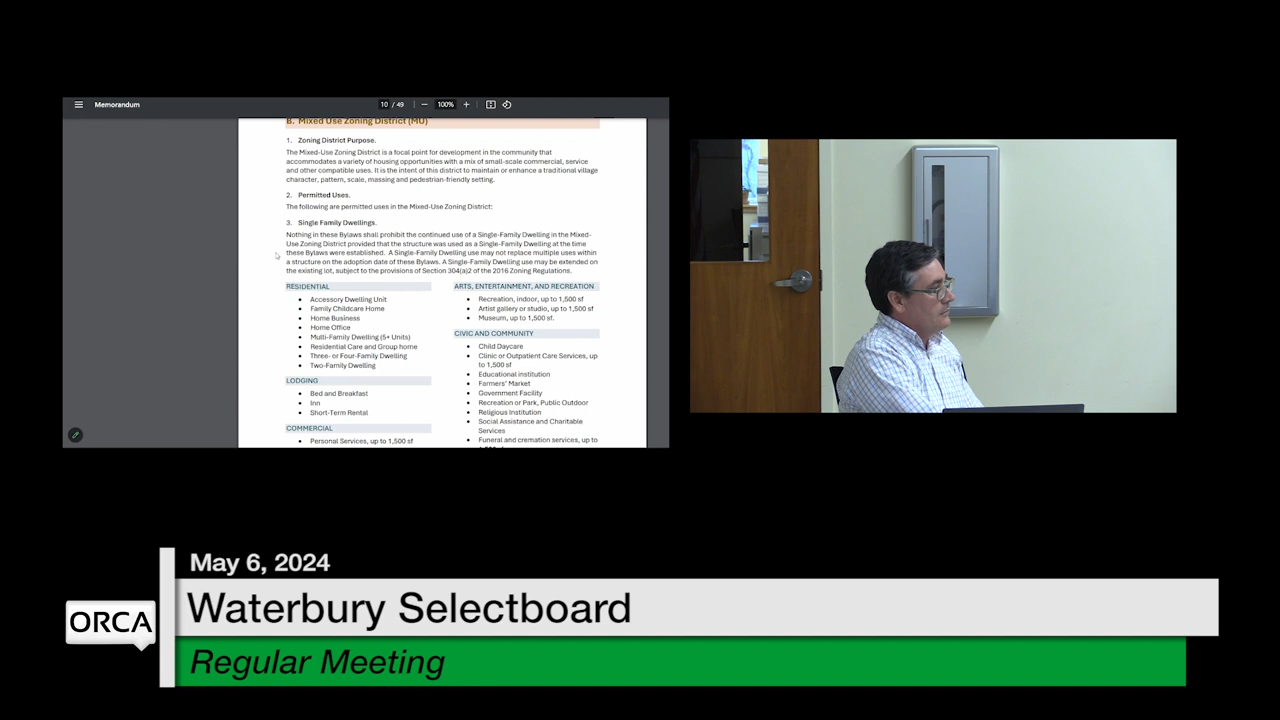 Memorandum
10 / 49
100%
B. Mixed Use Zoning District (MU)
1. Zoning District Purpose.
The Mixed-Use Zoning District is a focal point for development in the community that
accommodates a variety of housing opportunities with a mix of small-scale commercial, service
and other compatible uses. It is the intent of this district to maintain or enhance a traditional village
character, pattern, scale, massing and pedestrian-friendly setting.
2. Permitted Uses.
The following are permitted uses in the Mixed-Use Zoning District:
3. Single Family Dwellings.
Nothing in these Bylaws shall prohibit the continued use of a Single-Family Dwelling in the Mixed-
Use Zoning District provided that the structure was used as a Single-Family Dwelling at the time
these Bylaws were established. A Single-Family Dwelling use may not replace multiple uses within
a structure on the adoption date of these Bylaws. A Single-Family Dwelling use may be extended on
the existing lot, subject to the provisions of Section 304(a)2 of the 2016 Zoning Regulations.
RESIDENTIAL
• Accessory Dwelling Unit
• Family Childcare Home
• Home Business
• Home Office
• Multi-Family Dwelling (5+ Units)
• Residential Care and Group home
• Three- or Four-Family Dwelling
• Two-Family Dwelling
LODGING
• Bed and Breakfast
• Inn
• Short-Term Rental
COMMERCIAL
• Personal Services, up to 1,500 sf
ARTS, ENTERTAINMENT, AND RECREATION
• Recreation, indoor, up to 1,500 sf
• Artist gallery or studio, up to 1,500 sf
• Museum, up to 1,500 sf.
CIVIC AND COMMUNITY
• Child Daycare
• Clinic or Outpatient Care Services, up
to 1,500 sf
• Educational institution
• Farmers' Market
• Government Facility
• Recreation or Park, Public Outdoor
• Religious Institution
• Social Assistance and Charitable
Services
• Funeral and cremation services, up to
May 6, 2024
ORCA
Waterbury Selectboard
Regular Meeting